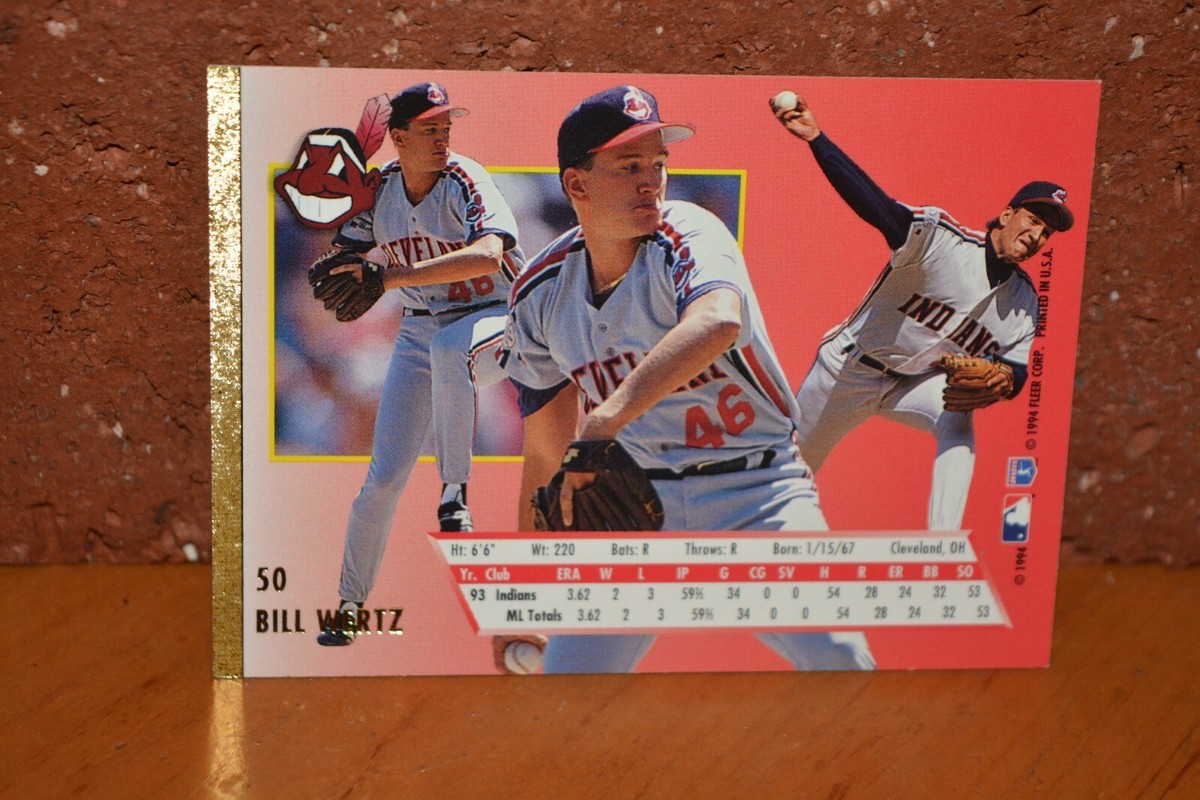 CLEVELAND
46
CLEVELAND
46
INDIANS
© 1994 © 1994 FLEER CORP. PRINTED IN U.S.A.
50
BILL WERTZ
Ht: 6'6" Wt: 220 Bats: R Throws: R Born: 1/15/67 Cleveland, OH
Yr. Club ERA W L IP G CG SV H R ER BB SO
93 Indians 3.62 2 3 59⅔ 34 0 0 54 28 24 32 53
ML Totals 3.62 2 3 59⅔ 34 0 0 54 28 24 32 53